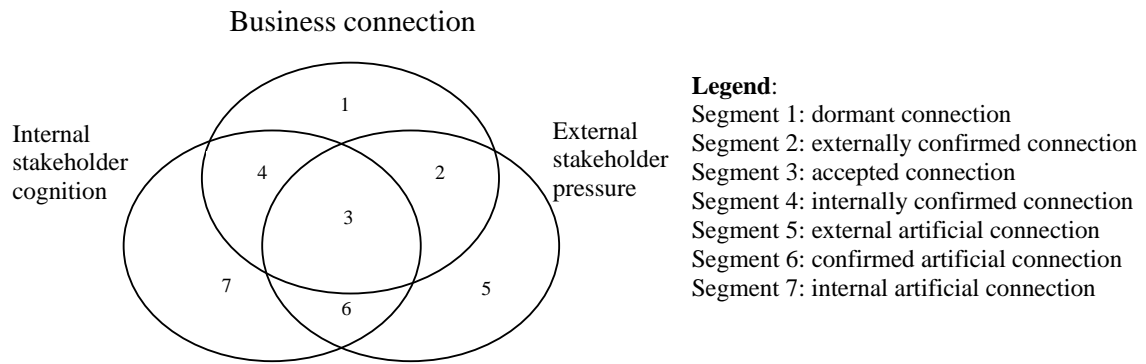 Business connection
Internal
stakeholder
cognition
External
stakeholder
pressure
1
4
2
3
7
5
6
Legend:
Segment 1: dormant connection
Segment 2: externally confirmed connection
Segment 3: accepted connection
Segment 4: internally confirmed connection
Segment 5: external artificial connection
Segment 6: confirmed artificial connection
Segment 7: internal artificial connection